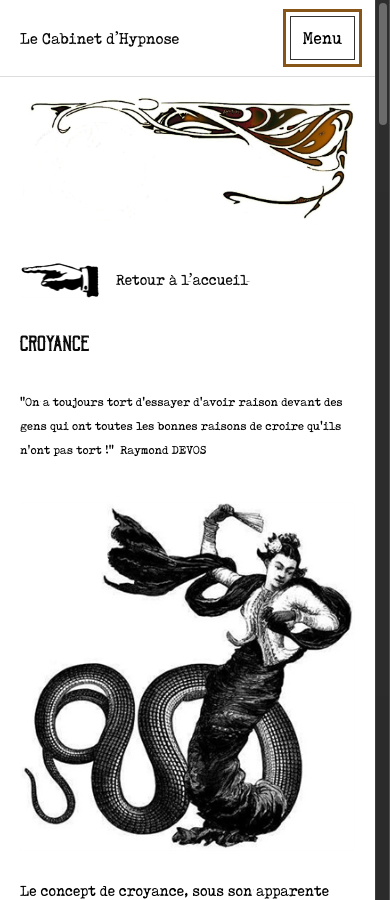 Le Cabinet d'Hypnose
Menu
Retour à l'accueil
CROYANCE
"On a toujours tort d'essayer d'avoir raison devant des
gens qui ont toutes les bonnes raisons de croire qu'ils
n'ont pas tort !" Raymond DEVOS
Le concept de croyance, sous son apparente